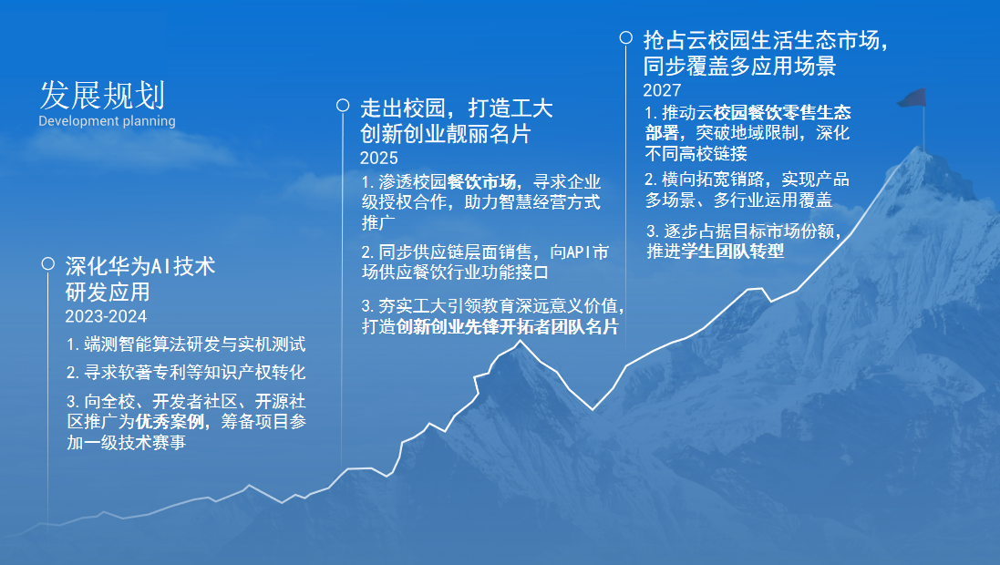 发展规划
Development planning
深化华为AI技术
研发应用
2023-2024
1. 端测智能算法研发与实机测试
2. 寻求软著专利等知识产权转化
3. 向全校、开发者社区、开源社
区推广为优秀案例，筹备项目参
加一级技术赛事
走出校园，打造工大
创新创业靓丽名片
2025
1. 渗透校园餐饮市场，寻求企业
级授权合作，助力智慧经营方式
推广
2. 同步供应链层面销售，向API市
场供应餐饮行业功能接口
3. 夯实工大引领教育深远意义价值，
打造创新创业先锋开拓者团队名片
抢占云校园生活生态市场，
同步覆盖多应用场景
2027
1. 推动云校园餐饮零售生态
部署，突破地域限制，深化
不同高校链接
2. 横向拓宽销路，实现产品
多场景、多行业运用覆盖
3. 逐步占据目标市场份额，
推进学生团队转型